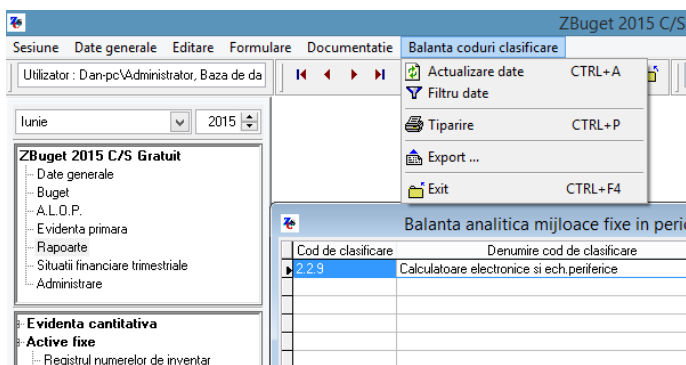 ZBuget 2015 C/S
Sesiune Date generale Editare Formulare Documentatie Balanta coduri clasificare
Utilizator : Dan-pc\Administrator, Baza de da
Actualizare date CTRL+A
Filtru date
Tiparire CTRL+P
Export ...
Exit CTRL+F4
Iunie 2015
ZBuget 2015 C/S Gratuit
Date generale
Buget
A.L.O.P.
Evidenta primara
Rapoarte
Situatii financiare trimestriale
Administrare
Evidenta cantitativa
Active fixe
Registrul numerelor de inventar
Balanta analitica mijloace fixe in peri
Cod de clasificare Denumire cod de clasificare
2.2.9 Calculatoare electronice si ech.periferice